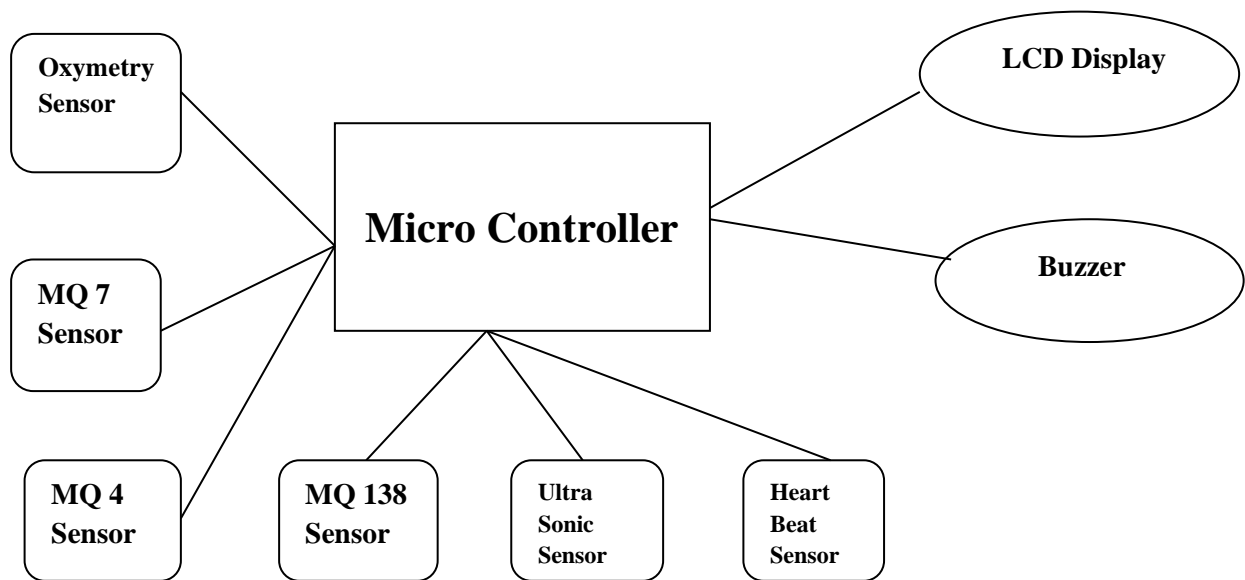 Oxymetry
Sensor
LCD Display
Micro Controller
Buzzer
MQ 7
Sensor
MQ 4
Sensor
MQ 138
Sensor
Ultra
Sonic
Sensor
Heart
Beat
Sensor